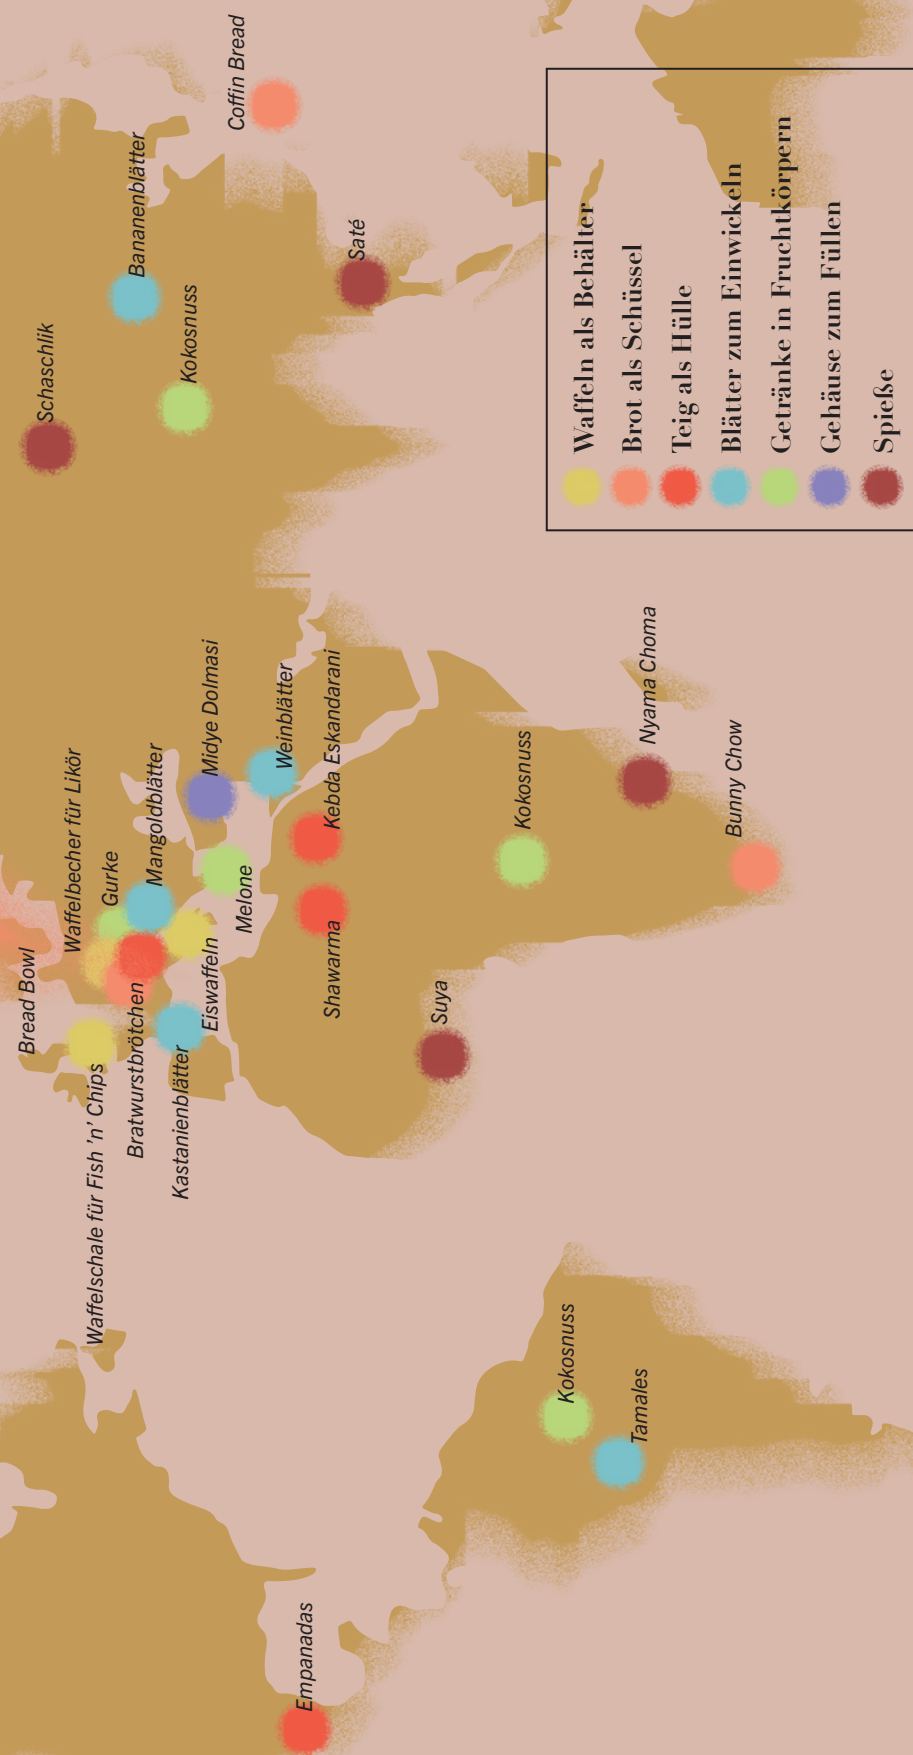 Coffin Bread
Bananenblätter
Saté
Kokosnuss
Schaschlik
Waffeln als Behälter
Brot als Schüssel
Teig als Hülle
Blätter zum Einwickeln
Getränke in Fruchtkörpern
Gehäuse zum Füllen
Spieße
Bread Bowl
Waffelbecher für Likör
Gurke
Mangoldblätter
Midye Dolmasi
Weinblätter
Kebda Eskandarani
Melone
Shawarma
Eiswaffeln
Bratwurstbrötchen
Kastanienblätter
Waffelschale für Fish ’n’ Chips
Suya
Kokosnuss
Nyama Choma
Bunny Chow
Kokosnuss
Tamales
Empanadas